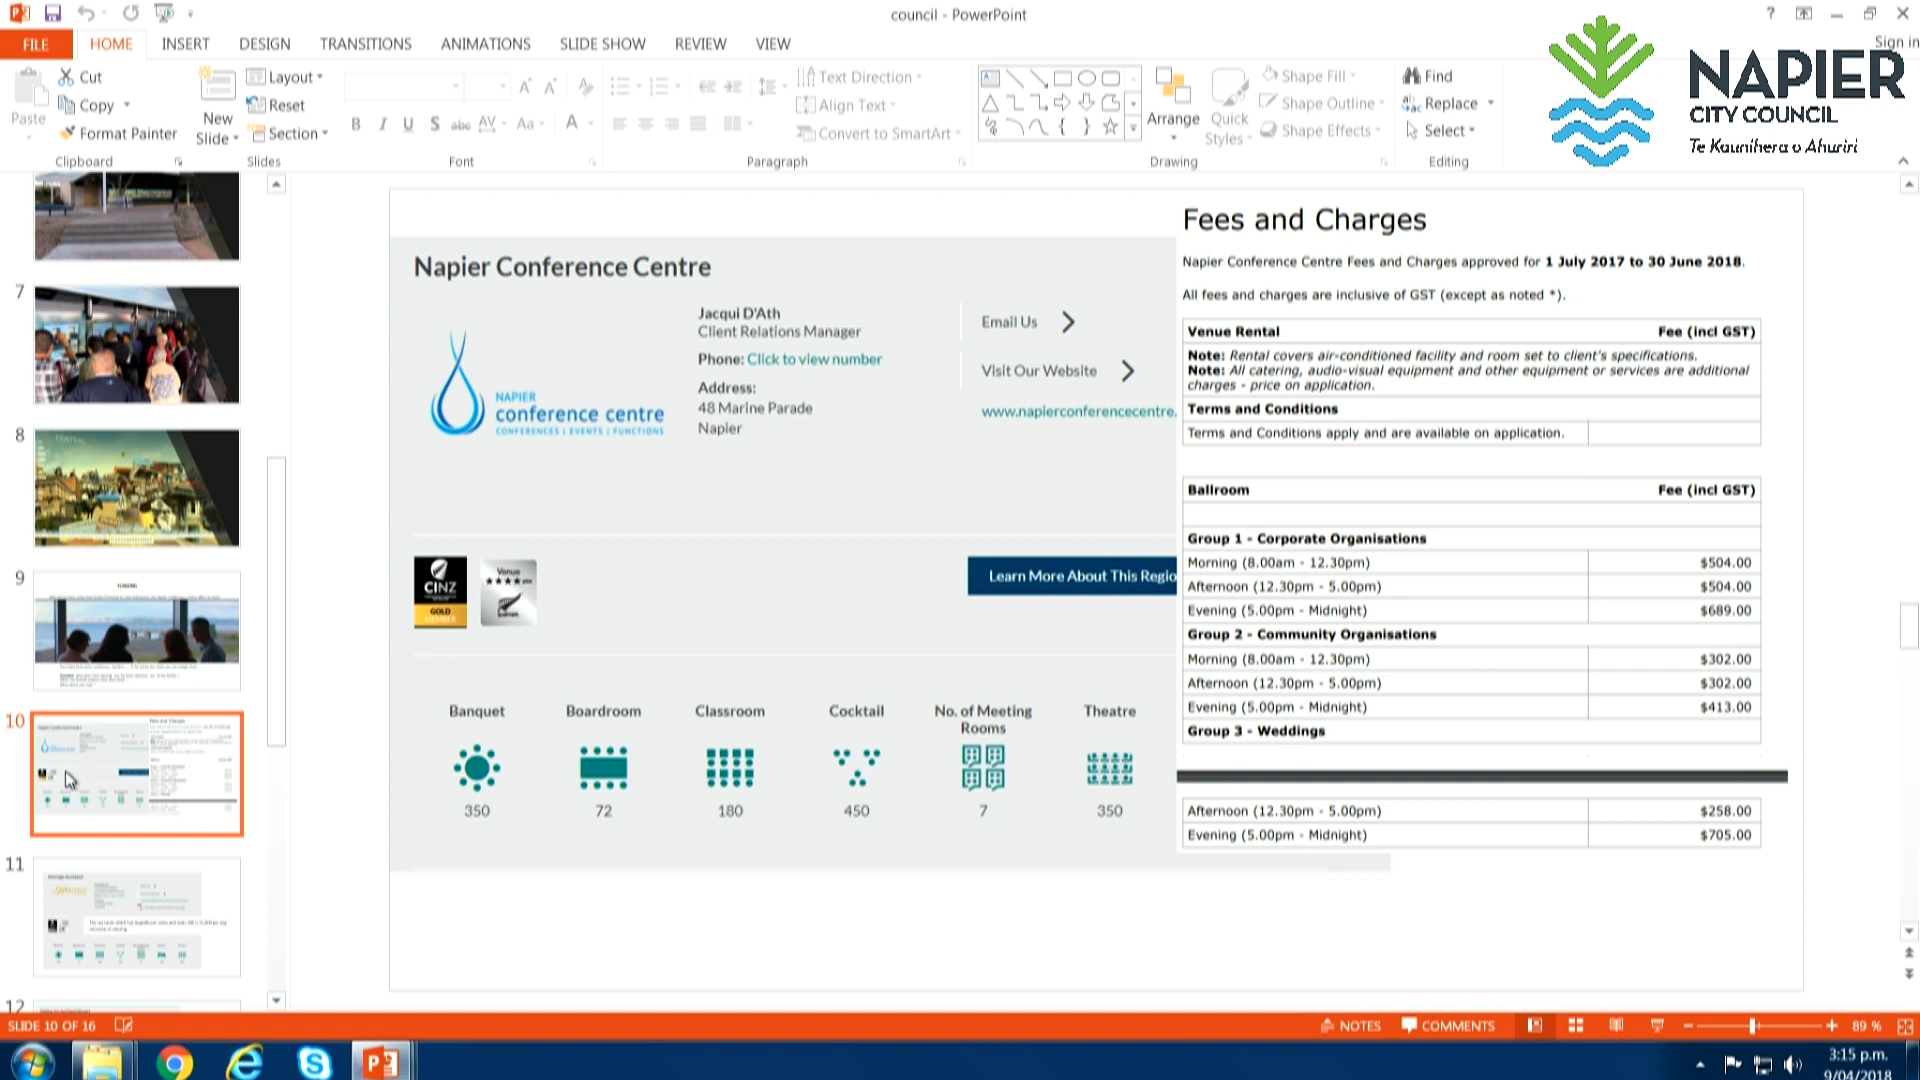 council - PowerPoint
Sign in
FILE
HOME
INSERT
DESIGN
TRANSITIONS
ANIMATIONS
SLIDE SHOW
REVIEW
VIEW
NAPIER
CITY COUNCIL
Te Kaunihera o Ahuriri
Paste
Cut
Copy
Format Painter
Clipboard
New
Slide
Layout
Reset
Section
Slides
B I U S abc AV Aa A
Font
Text Direction
Align Text
Convert to SmartArt
Paragraph
Arrange
Quick
Styles
Shape Fill
Shape Outline
Shape Effects
Drawing
Find
Replace
Select
Editing
7
8
9
10
11
12
Napier Conference Centre
NAPIER
conference centre
CONFERENCES | EVENTS | FUNCTIONS
Jacqui D'Ath
Client Relations Manager
Phone: Click to view number
Address:
48 Marine Parade
Napier
Email Us
Visit Our Website
www.napierconferencecentre.
CINZ
GOLD
MEMBER
Venue
Learn More About This Regio
Banquet
350
Boardroom
72
Classroom
180
Cocktail
450
No. of Meeting
Rooms
7
Theatre
350
Fees and Charges
Napier Conference Centre Fees and Charges approved for 1 July 2017 to 30 June 2018.
All fees and charges are inclusive of GST (except as noted *).
Venue Rental Fee (incl GST)
Note: Rental covers air-conditioned facility and room set to client's specifications.
Note: All catering, audio-visual equipment and other equipment or services are additional
charges - price on application.
Terms and Conditions
Terms and Conditions apply and are available on application.
Ballroom Fee (incl GST)
Group 1 - Corporate Organisations
Morning (8.00am - 12.30pm) $504.00
Afternoon (12.30pm - 5.00pm) $504.00
Evening (5.00pm - Midnight) $689.00
Group 2 - Community Organisations
Morning (8.00am - 12.30pm) $302.00
Afternoon (12.30pm - 5.00pm) $302.00
Evening (5.00pm - Midnight) $413.00
Group 3 - Weddings
Afternoon (12.30pm - 5.00pm) $258.00
Evening (5.00pm - Midnight) $705.00
SLIDE 10 OF 16
NOTES
COMMENTS
89 %
3:15 p.m.
9/04/2018